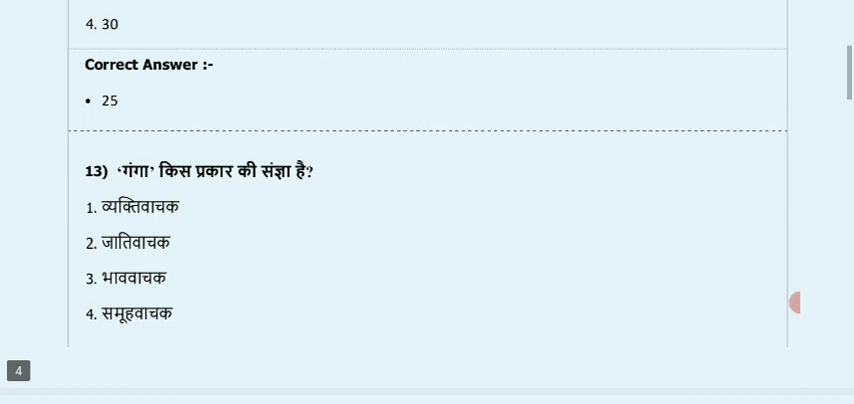 4. 30
Correct Answer :-
• 25
13) ‘गंगा’ किस प्रकार की संज्ञा है?
1. व्यक्तिवाचक
2. जातिवाचक
3. भाववाचक
4. समूहवाचक
4